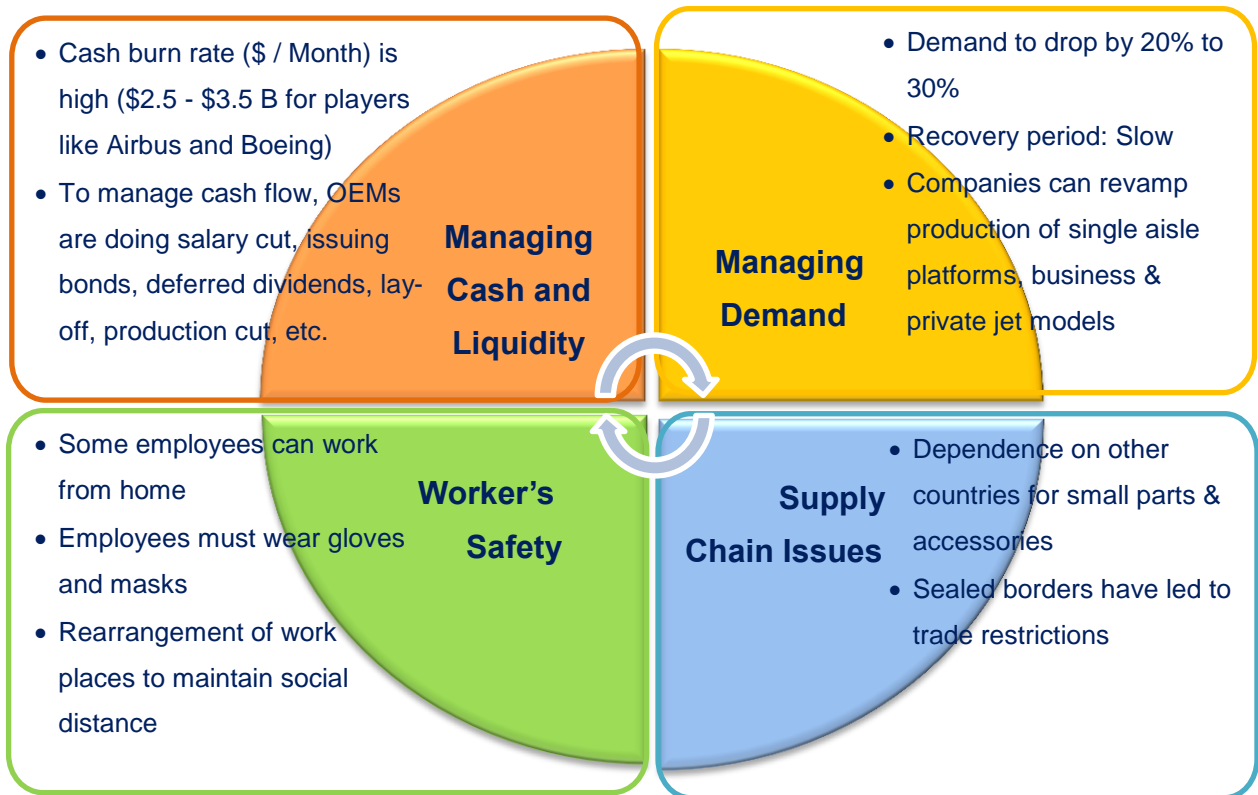 • Cash burn rate ($ / Month) is
high ($2.5 - $3.5 B for players
like Airbus and Boeing)
• To manage cash flow, OEMs
are doing salary cut, issuing
bonds, deferred dividends, lay-
off, production cut, etc.
Managing
Cash and
Liquidity
• Demand to drop by 20% to
30%
• Recovery period: Slow
• Companies can revamp
production of single aisle
platforms, business &
private jet models
Managing
Demand
• Some employees can work
from home
• Employees must wear gloves
and masks
• Rearrangement of work
places to maintain social
distance
Worker’s
Safety
Supply
Chain Issues
• Dependence on other
countries for small parts &
accessories
• Sealed borders have led to
trade restrictions